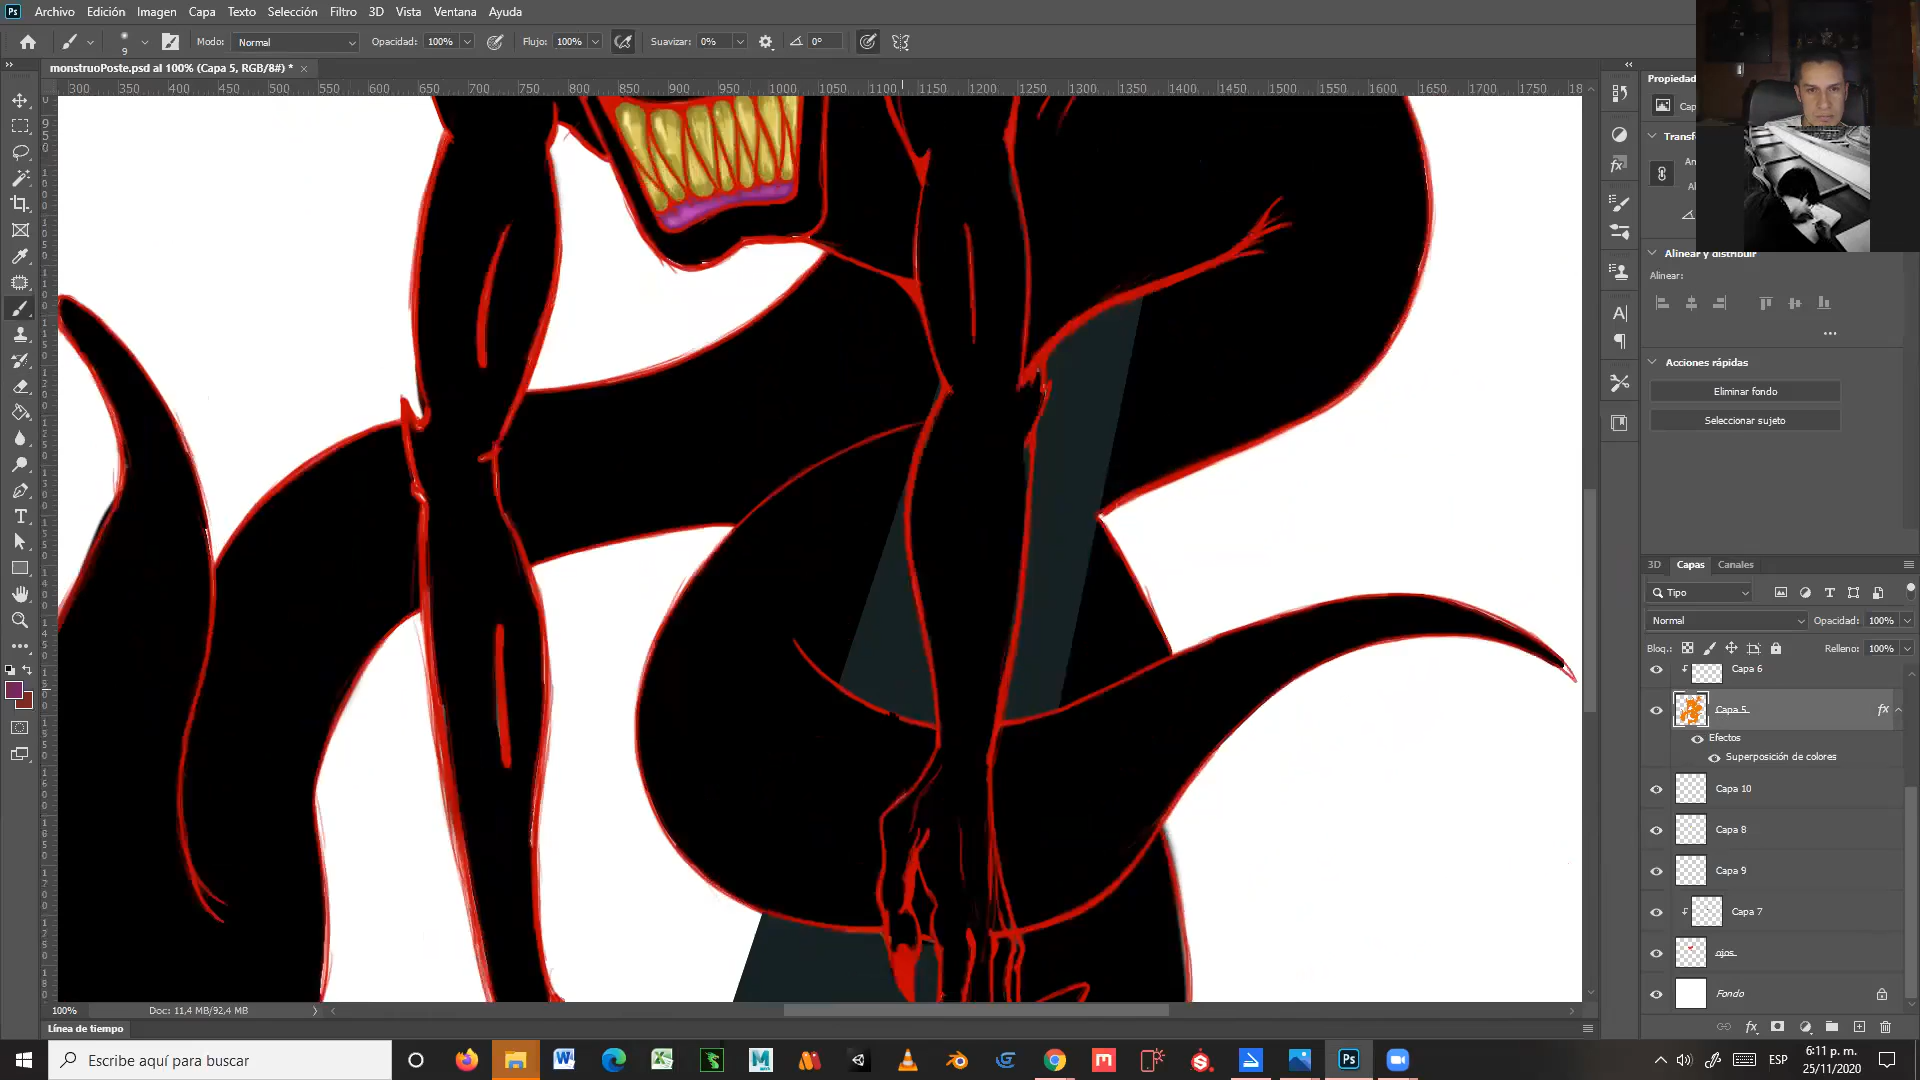 Archivo Edición Imagen Capa Texto Selección Filtro 3D Vista Ventana Ayuda
9 Modo: Normal Opacidad: 100% Flujo: 100% Suavizar: 0% 0°
monstruoPoste.psd al 100% (Capa 5, RGB/8#) *
300 350 400 450 500 550 600 650 700 750 800 850 900 950 1000 1050 1100 1150 1200 1250 1300 1350 1400 1450 1500 1550 1600 1650 1700 1750 18
Propiedad
Cap
Transfo
Alinear y distribuir
Alinear:
Acciones rápidas
Eliminar fondo
Seleccionar sujeto
3D Capas Canales
Tipo
Normal Opacidad: 100%
Bloq.: Relleno: 100%
Capa 6
Capa 5 fx
Efectos
Superposición de colores
Capa 10
Capa 8
Capa 9
Capa 7
ojos
Fondo
100% Doc: 11,4 MB/92,4 MB
Línea de tiempo
Escribe aquí para buscar
ESP
6:11 p. m.
25/11/2020